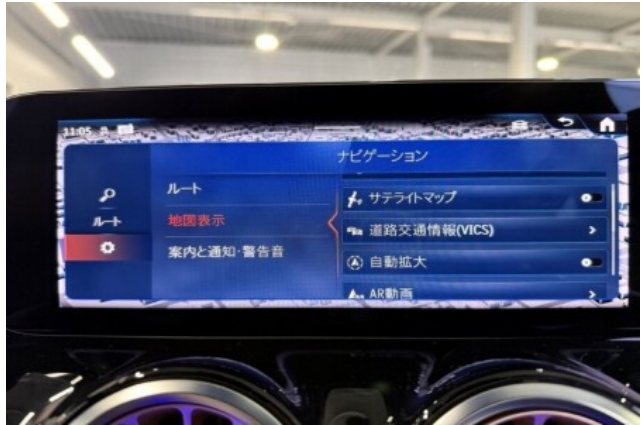 11:05
ナビゲーション
ルート
ルート
地図表示
案内と通知・警告音
サテライトマップ
道路交通情報(VICS)
自動拡大
AR動画